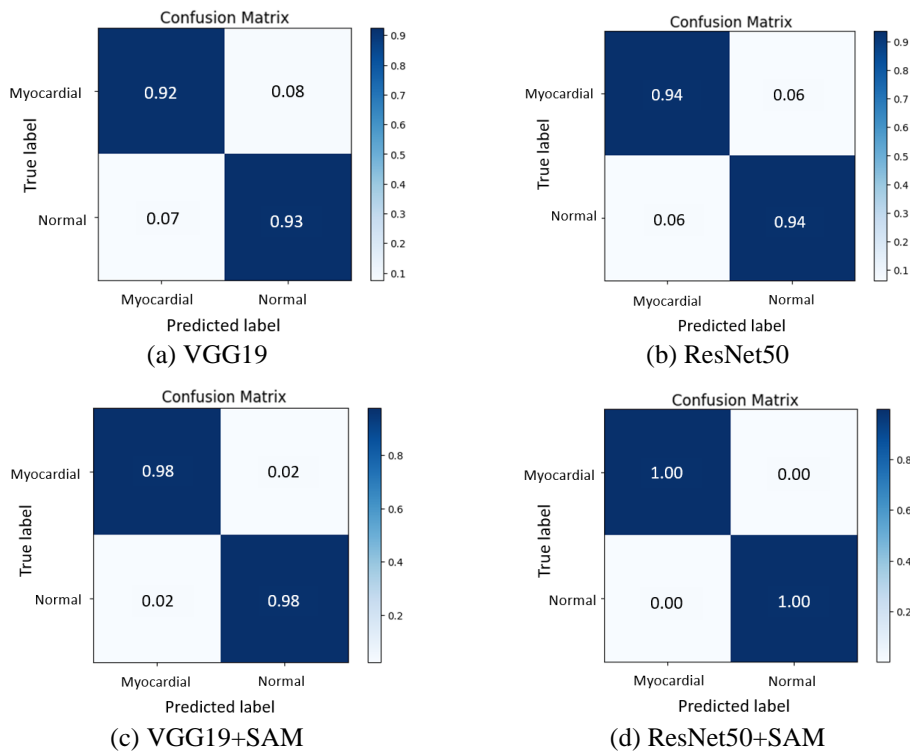 Confusion Matrix
0.9
0.8
0.7
0.6
0.5
0.4
0.3
0.2
0.1
True label
Myocardial
Normal
0.92 0.08
0.07 0.93
Myocardial Normal
Predicted label
(a) VGG19
Confusion Matrix
0.9
0.8
0.7
0.6
0.5
0.4
0.3
0.2
0.1
True label
Myocardial
Normal
0.94 0.06
0.06 0.94
Myocardial Normal
Predicted label
(b) ResNet50
Confusion Matrix
0.8
0.6
0.4
0.2
True label
Myocardial
Normal
0.98 0.02
0.02 0.98
Myocardial Normal
Predicted label
(c) VGG19+SAM
Confusion Matrix
0.8
0.6
0.4
0.2
True label
Myocardial
Normal
1.00 0.00
0.00 1.00
Myocardial Normal
Predicted label
(d) ResNet50+SAM